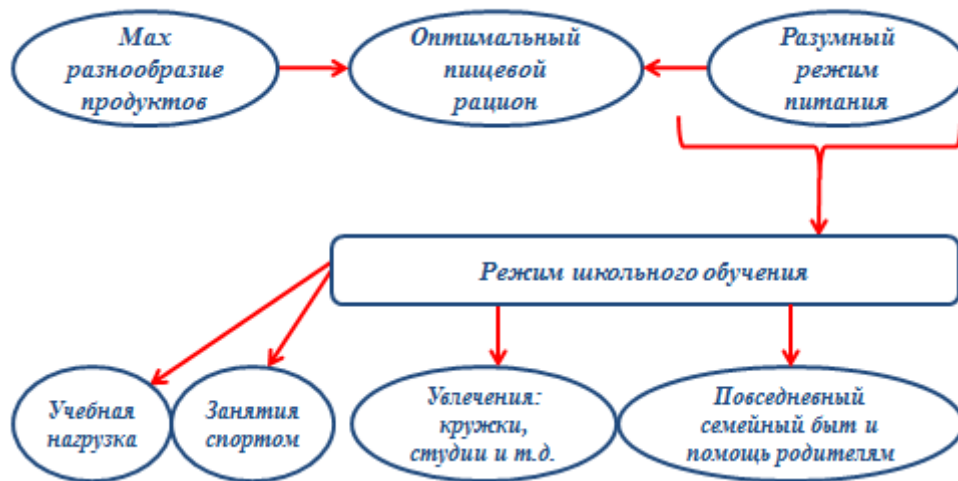 Мах
разнообразие
продуктов
Оптимальный
пищевой
рацион
Разумный
режим
питания
Режим школьного обучения
Учебная
нагрузка
Занятия
спортом
Увлечения:
кружки,
студии и т.д.
Повседневный
семейный быт и
помощь родителям